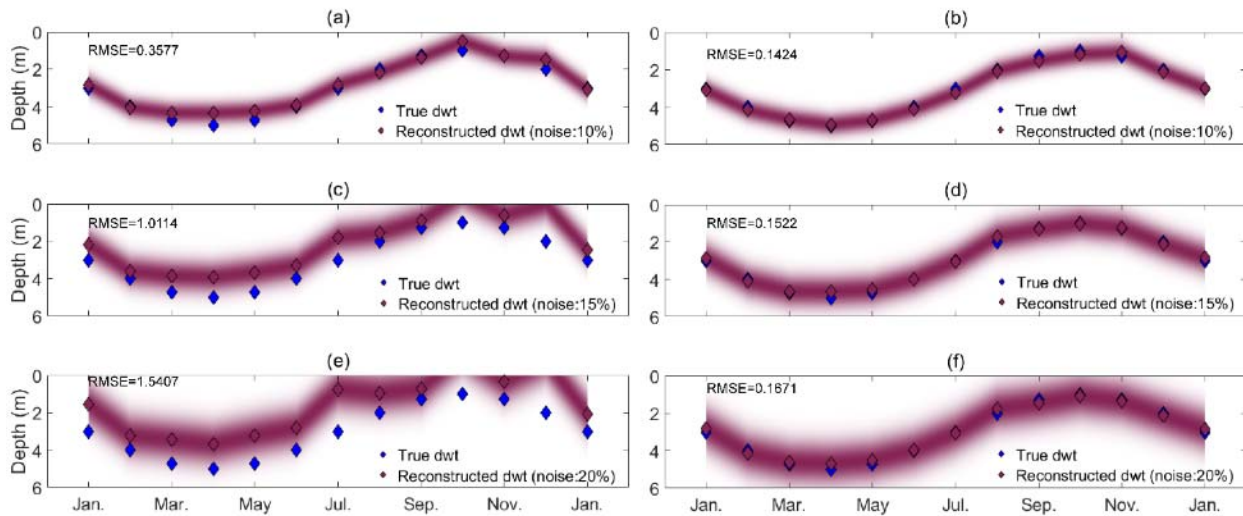 (a)
0
2
4
6
Depth (m)
RMSE=0.3577
True dwt
Reconstructed dwt (noise:10%)
(b)
0
2
4
6
RMSE=0.1424
True dwt
Reconstructed dwt (noise:10%)
(c)
0
2
4
6
Depth (m)
RMSE=1.0114
True dwt
Reconstructed dwt (noise:15%)
(d)
0
2
4
6
RMSE=0.1522
True dwt
Reconstructed dwt (noise:15%)
(e)
0
2
4
6
Depth (m)
RMSE=1.5407
True dwt
Reconstructed dwt (noise:20%)
Jan. Mar. May Jul. Sep. Nov. Jan.
(f)
0
2
4
6
RMSE=0.1671
True dwt
Reconstructed dwt (noise:20%)
Jan. Mar. May Jul. Sep. Nov. Jan.